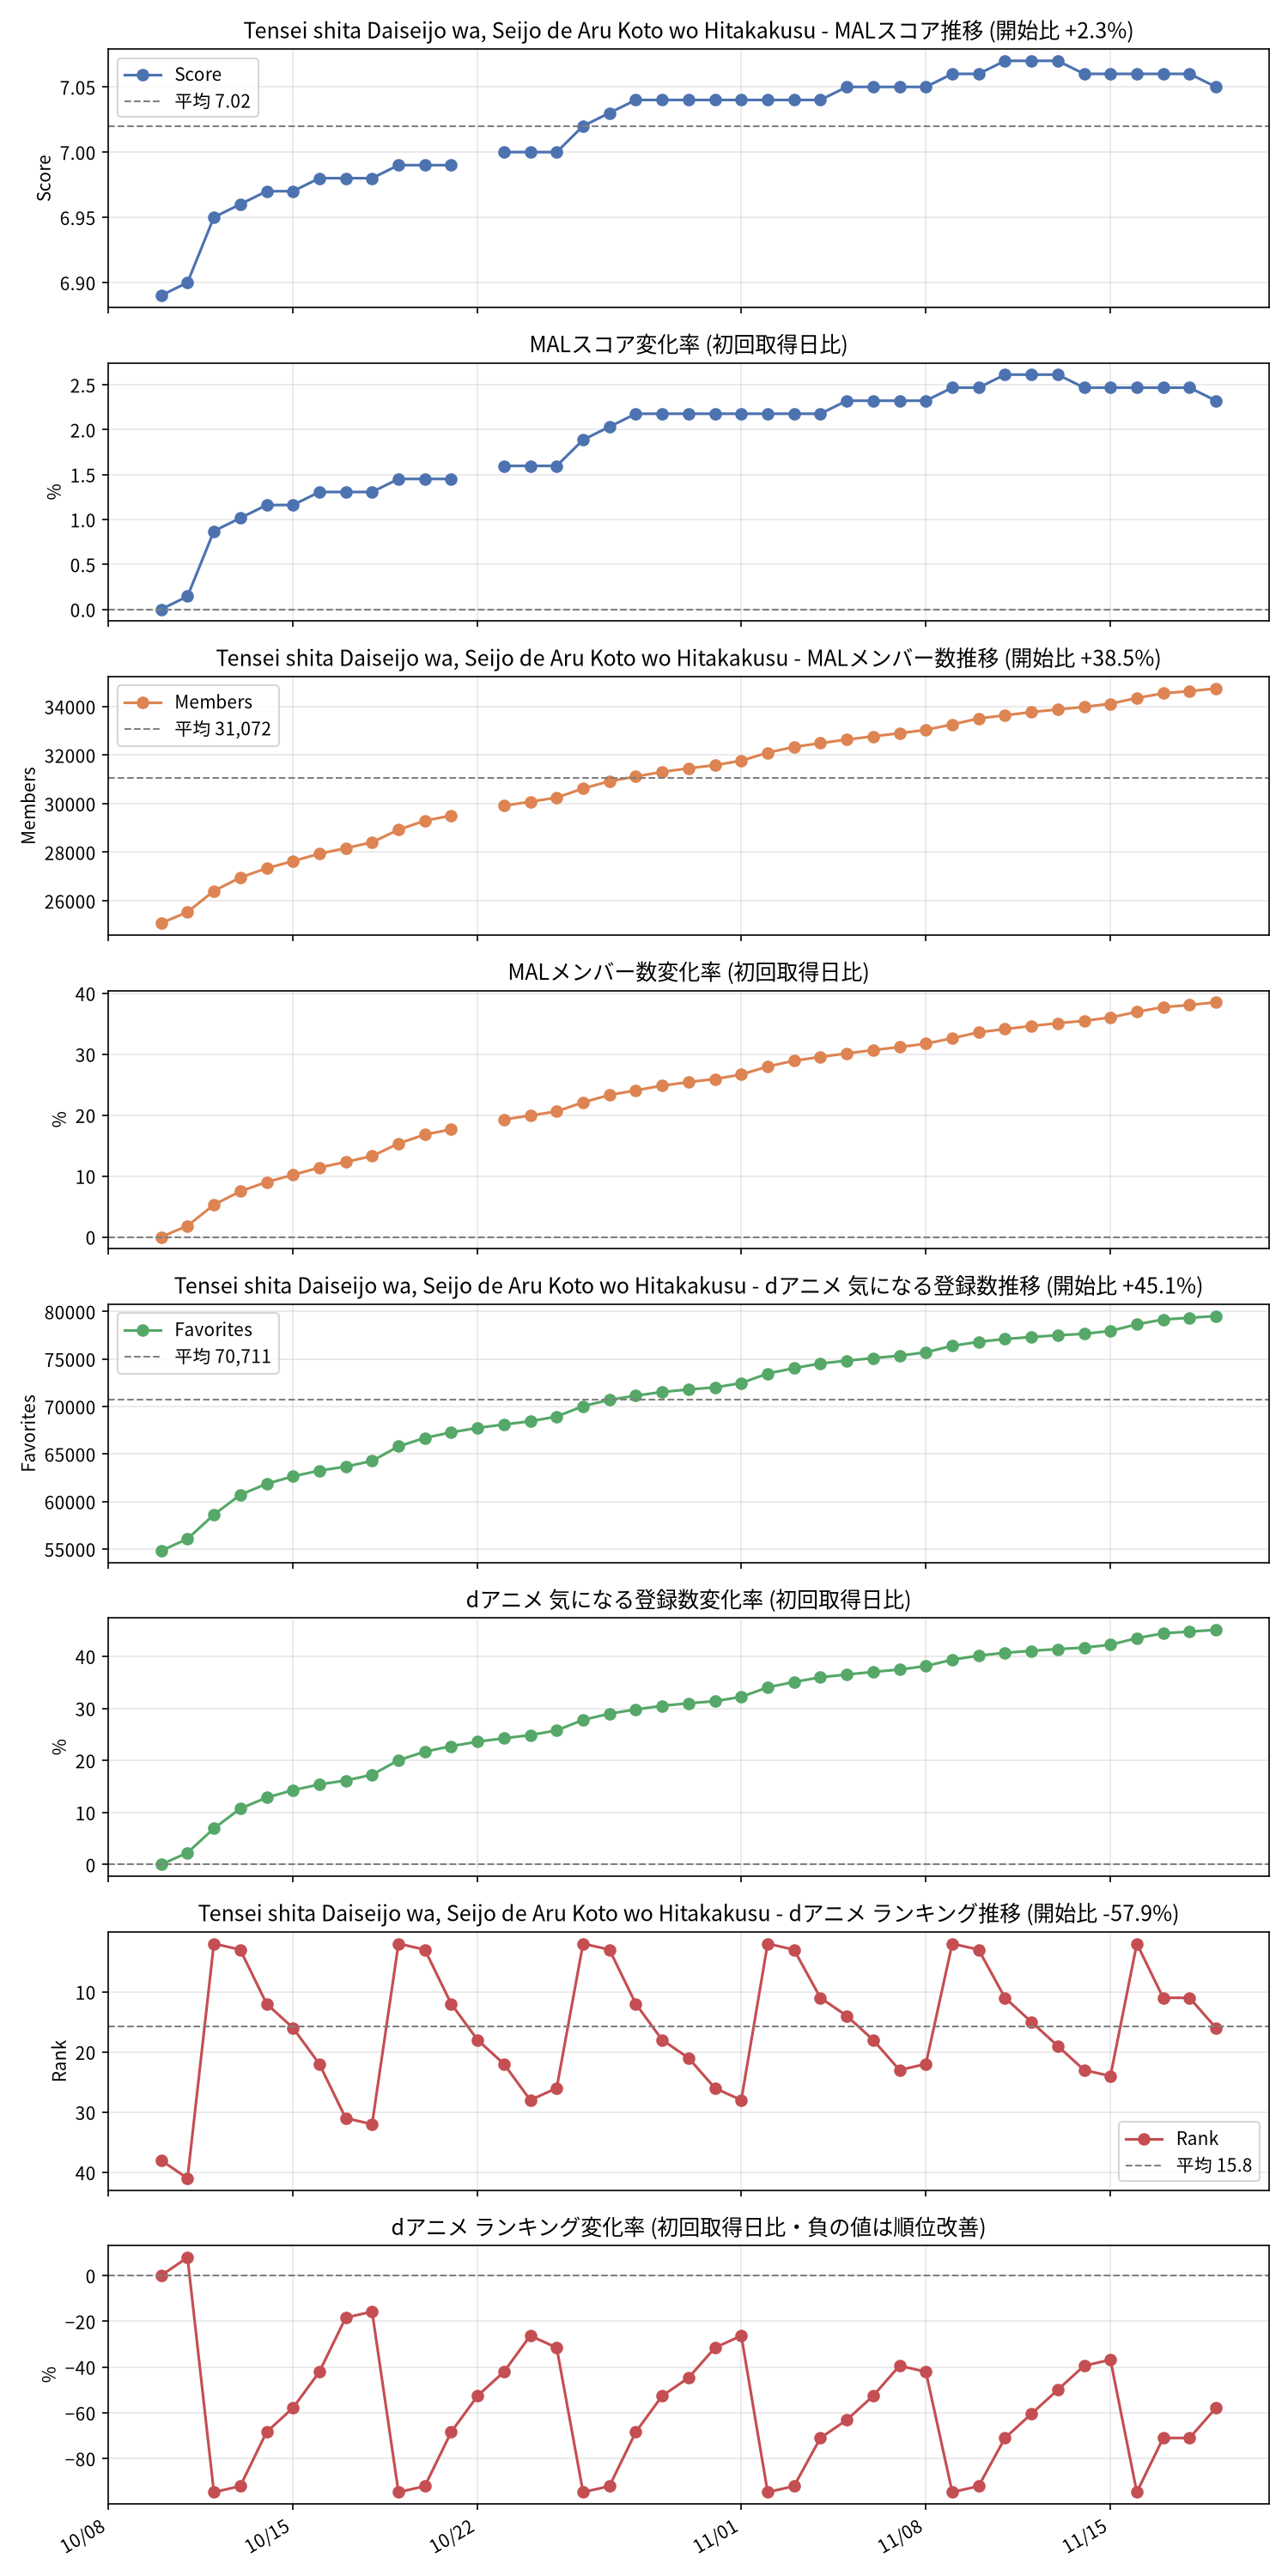 Tensei shita Daiseijo wa, Seijo de Aru Koto wo Hitakakusu - MALスコア推移 (開始比 +2.3%)
Score
平均 7.02
Score
7.05
7.00
6.95
6.90
MALスコア変化率 (初回取得日比)
%
2.5
2.0
1.5
1.0
0.5
0.0
Tensei shita Daiseijo wa, Seijo de Aru Koto wo Hitakakusu - MALメンバー数推移 (開始比 +38.5%)
Members
平均 31,072
Members
34000
32000
30000
28000
26000
MALメンバー数変化率 (初回取得日比)
%
40
30
20
10
0
Tensei shita Daiseijo wa, Seijo de Aru Koto wo Hitakakusu - dアニメ 気になる登録数推移 (開始比 +45.1%)
Favorites
平均 70,711
Favorites
80000
75000
70000
65000
60000
55000
dアニメ 気になる登録数変化率 (初回取得日比)
%
40
30
20
10
0
Tensei shita Daiseijo wa, Seijo de Aru Koto wo Hitakakusu - dアニメ ランキング推移 (開始比 -57.9%)
Rank
10
20
30
40
Rank
平均 15.8
dアニメ ランキング変化率 (初回取得日比・負の値は順位改善)
%
0
−20
−40
−60
−80
10/08
10/15
10/22
11/01
11/08
11/15